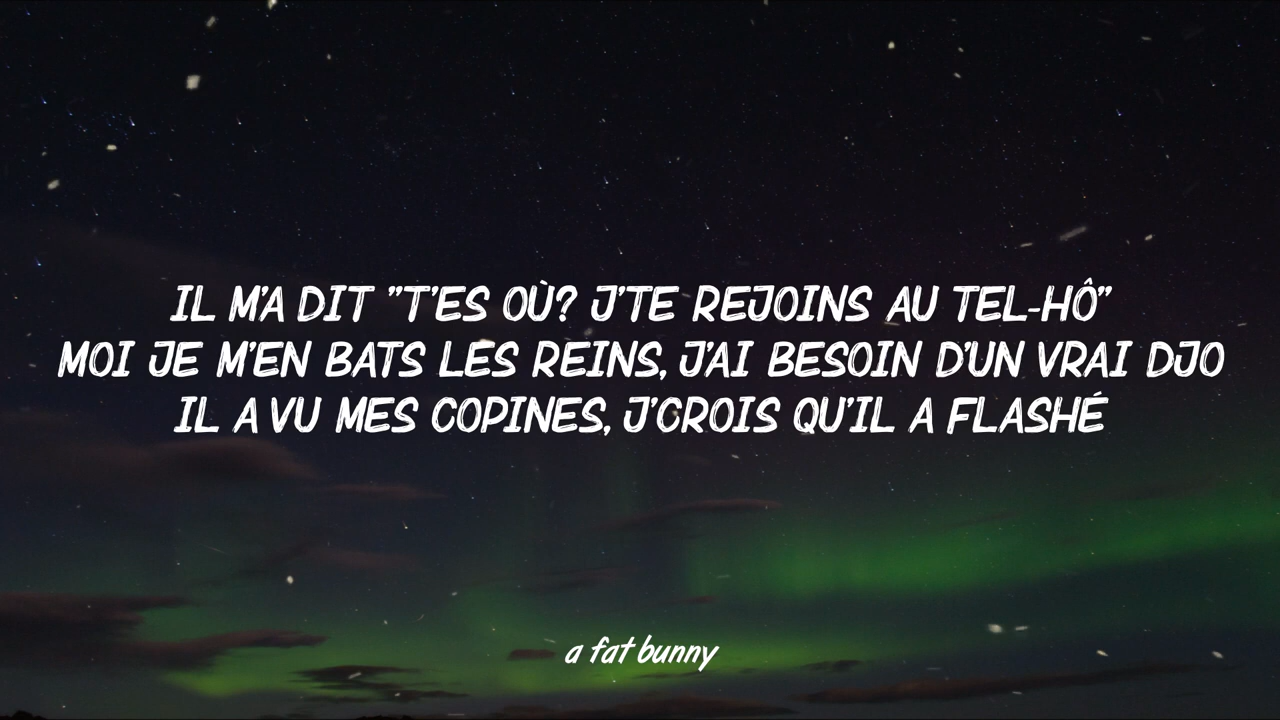 IL M'A DIT "T'ES OÙ? J'TE REJOINS AU TEL-HÔ"
MOI JE M'EN BATS LES REINS, J'AI BESOIN D'UN VRAI DJO
IL A VU MES COPINES, J'CROIS QU'IL A FLASHÉ
a fat bunny